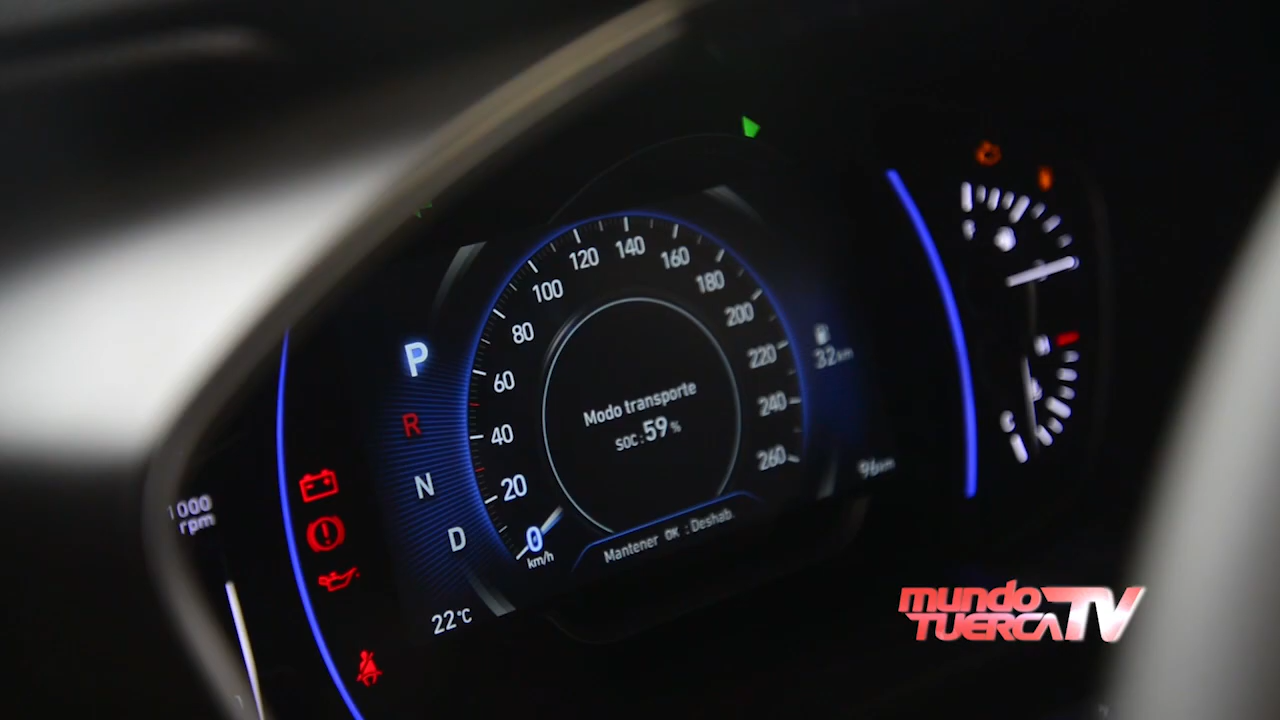 120
140
160
100
180
80
200
60
220
40
240
20
260
0
km/h
P
R
N
D
Modo transporte
SOC : 59 %
Mantener OK : Deshab.
32 km
96 km
22°C
1000
rpm
mundo
TUERCA TV